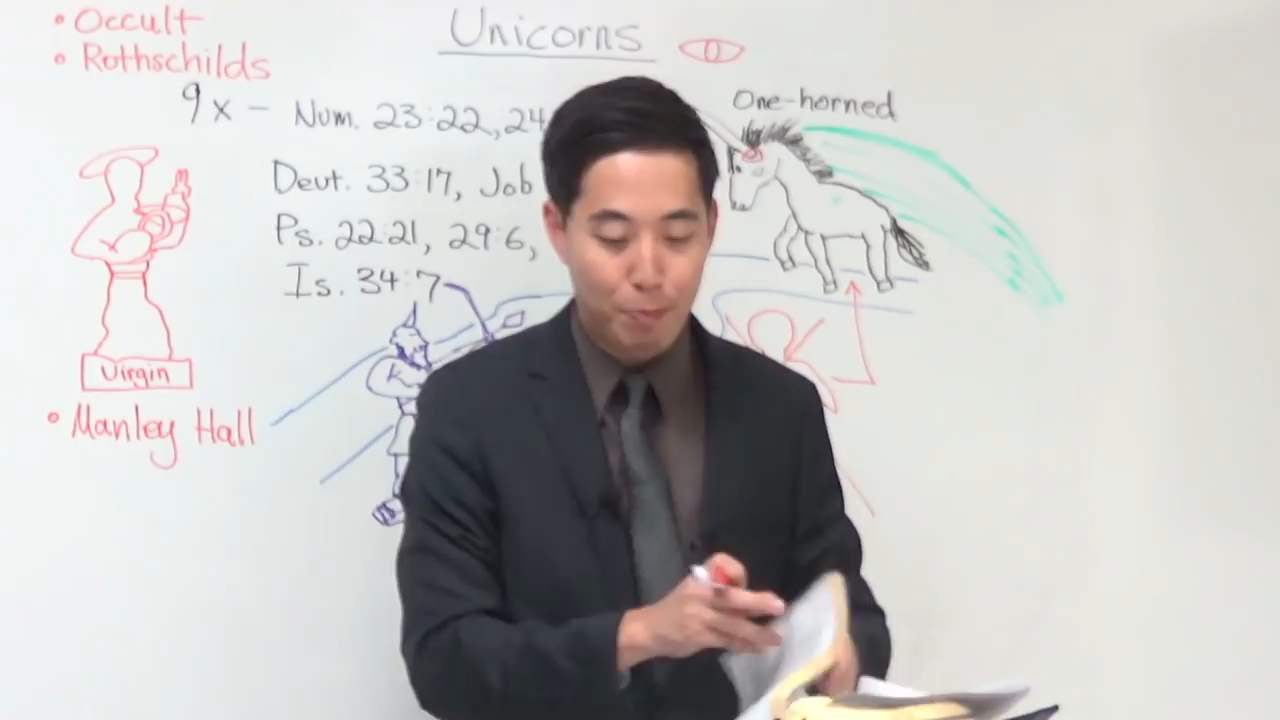 • Occult
• Rothschilds
Unicorns
9x - Num. 23:22, 24
One-horned
Deut. 33:17, Job
Ps. 22:21, 29:6,
Is. 34:7
Virgin
• Manley Hall